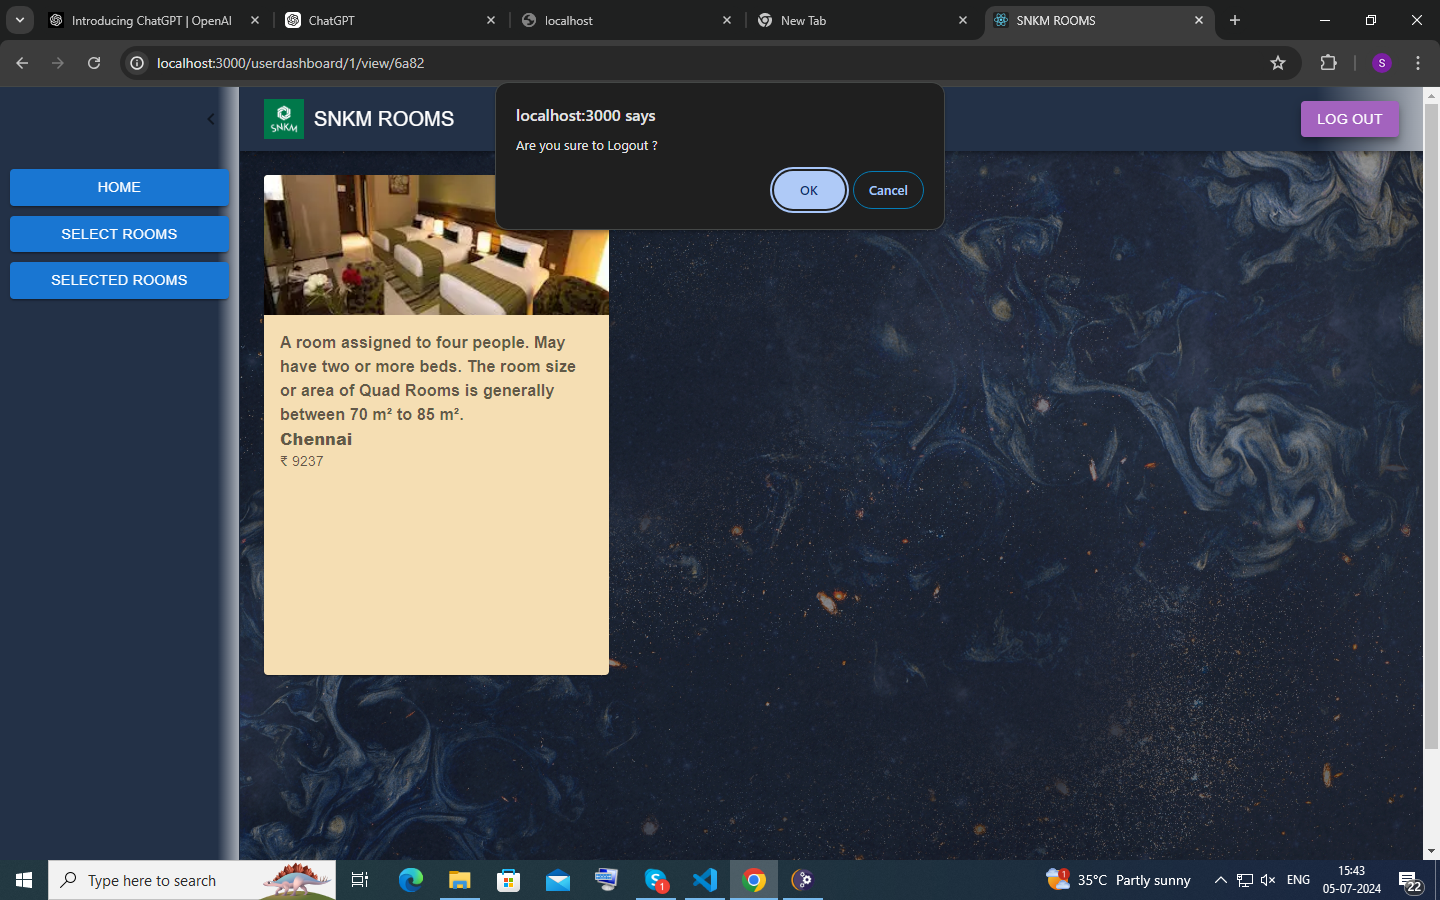 Introducing ChatGPT | OpenAI
ChatGPT
localhost
New Tab
SNKM ROOMS
localhost:3000/userdashboard/1/view/6a82
S
SNKM
SNKM ROOMS
LOG OUT
localhost:3000 says
Are you sure to Logout ?
OK
Cancel
HOME
SELECT ROOMS
SELECTED ROOMS
A room assigned to four people. May
have two or more beds. The room size
or area of Quad Rooms is generally
between 70 m² to 85 m².
Chennai
₹ 9237
Type here to search
1
1
35°C Partly sunny
ENG
15:43
05-07-2024
22